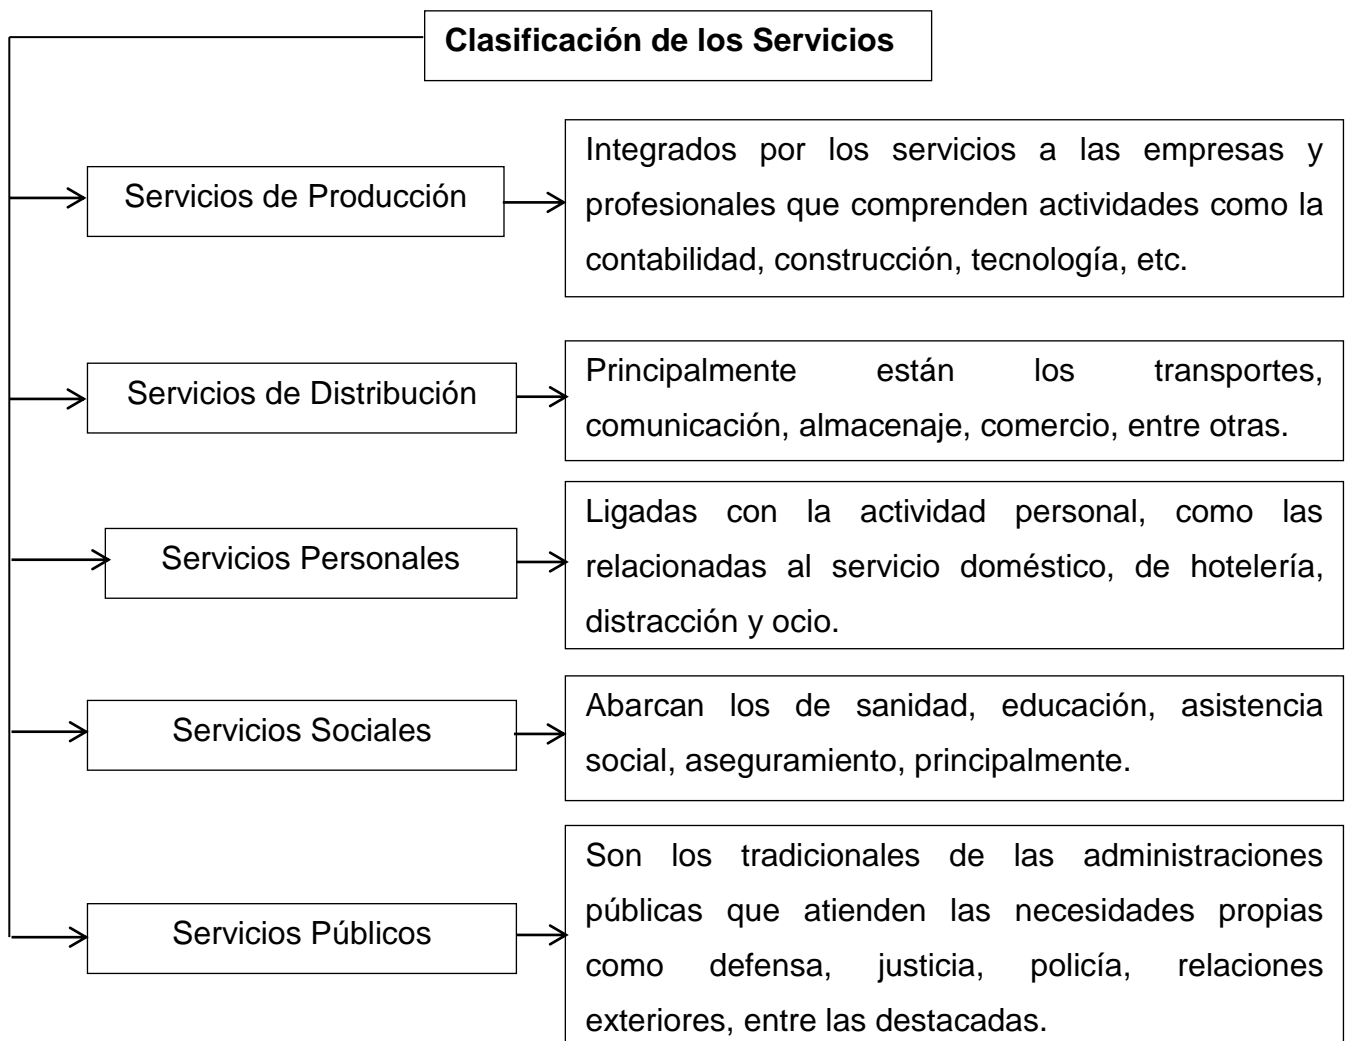 Clasificación de los Servicios
Servicios de Producción
Integrados por los servicios a las empresas y
profesionales que comprenden actividades como la
contabilidad, construcción, tecnología, etc.
Servicios de Distribución
Principalmente están los transportes,
comunicación, almacenaje, comercio, entre otras.
Servicios Personales
Ligadas con la actividad personal, como las
relacionadas al servicio doméstico, de hotelería,
distracción y ocio.
Servicios Sociales
Abarcan los de sanidad, educación, asistencia
social, aseguramiento, principalmente.
Servicios Públicos
Son los tradicionales de las administraciones
públicas que atienden las necesidades propias
como defensa, justicia, policía, relaciones
exteriores, entre las destacadas.